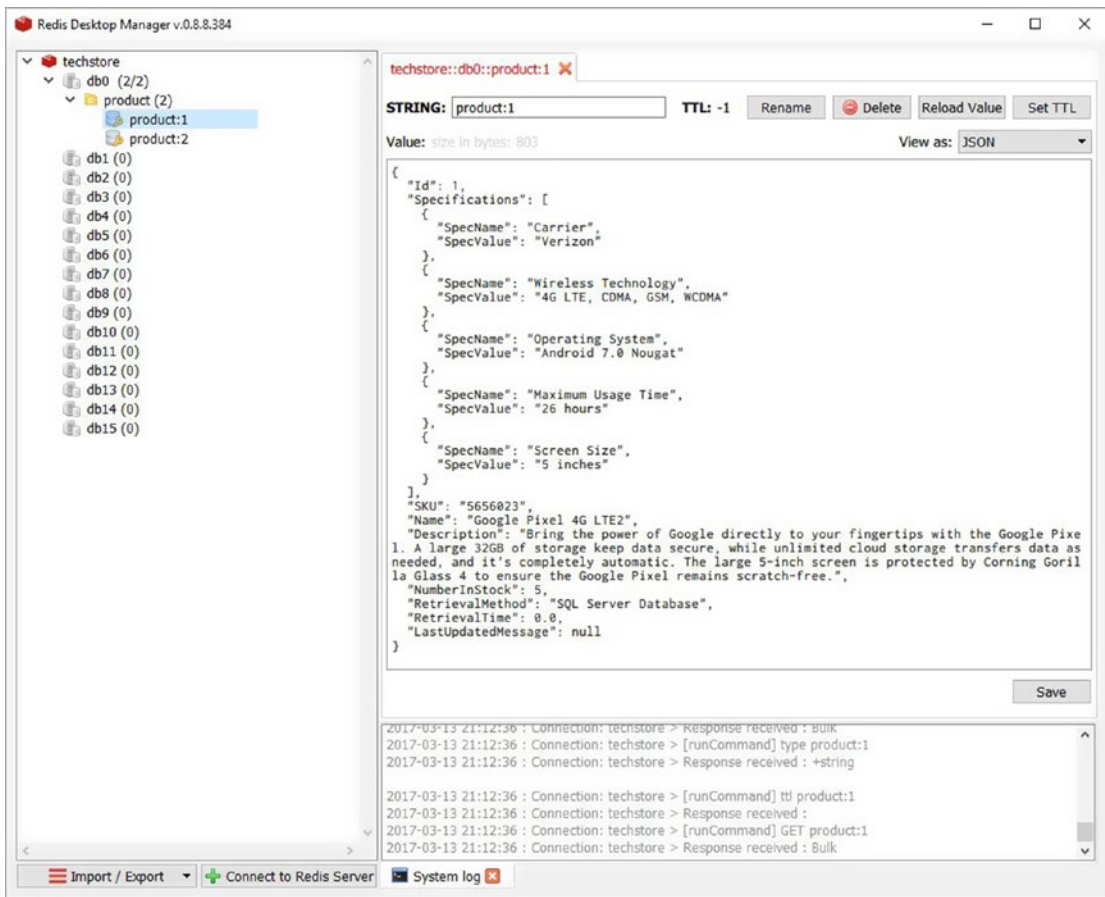 Redis Desktop Manager v.0.8.8.384
techstore
db0 (2/2)
product (2)
product:1
product:2
db1 (0)
db2 (0)
db3 (0)
db4 (0)
db5 (0)
db6 (0)
db7 (0)
db8 (0)
db9 (0)
db10 (0)
db11 (0)
db12 (0)
db13 (0)
db14 (0)
db15 (0)
Import / Export
Connect to Redis Server
techstore::db0::product:1
STRING: product:1 TTL: -1 Rename Delete Reload Value Set TTL
Value: size in bytes: 803 View as: JSON
{
"Id": 1,
"Specifications": [
{
"SpecName": "Carrier",
"SpecValue": "Verizon"
},
{
"SpecName": "Wireless Technology",
"SpecValue": "4G LTE, CDMA, GSM, WCDMA"
},
{
"SpecName": "Operating System",
"SpecValue": "Android 7.0 Nougat"
},
{
"SpecName": "Maximum Usage Time",
"SpecValue": "26 hours"
},
{
"SpecName": "Screen Size",
"SpecValue": "5 inches"
}
],
"SKU": "5656023",
"Name": "Google Pixel 4G LTE2",
"Description": "Bring the power of Google directly to your fingertips with the Google Pixe
l. A large 32GB of storage keep data secure, while unlimited cloud storage transfers data as
needed, and it's completely automatic. The large 5-inch screen is protected by Corning Goril
la Glass 4 to ensure the Google Pixel remains scratch-free.",
"NumberInStock": 5,
"RetrievalMethod": "SQL Server Database",
"RetrievalTime": 0.0,
"LastUpdatedMessage": null
}
Save
2017-03-13 21:12:36 : Connection: techstore > Response received : Bulk
2017-03-13 21:12:36 : Connection: techstore > [runCommand] type product:1
2017-03-13 21:12:36 : Connection: techstore > Response received : +string
2017-03-13 21:12:36 : Connection: techstore > [runCommand] ttl product:1
2017-03-13 21:12:36 : Connection: techstore > Response received :
2017-03-13 21:12:36 : Connection: techstore > [runCommand] GET product:1
2017-03-13 21:12:36 : Connection: techstore > Response received : Bulk
System log